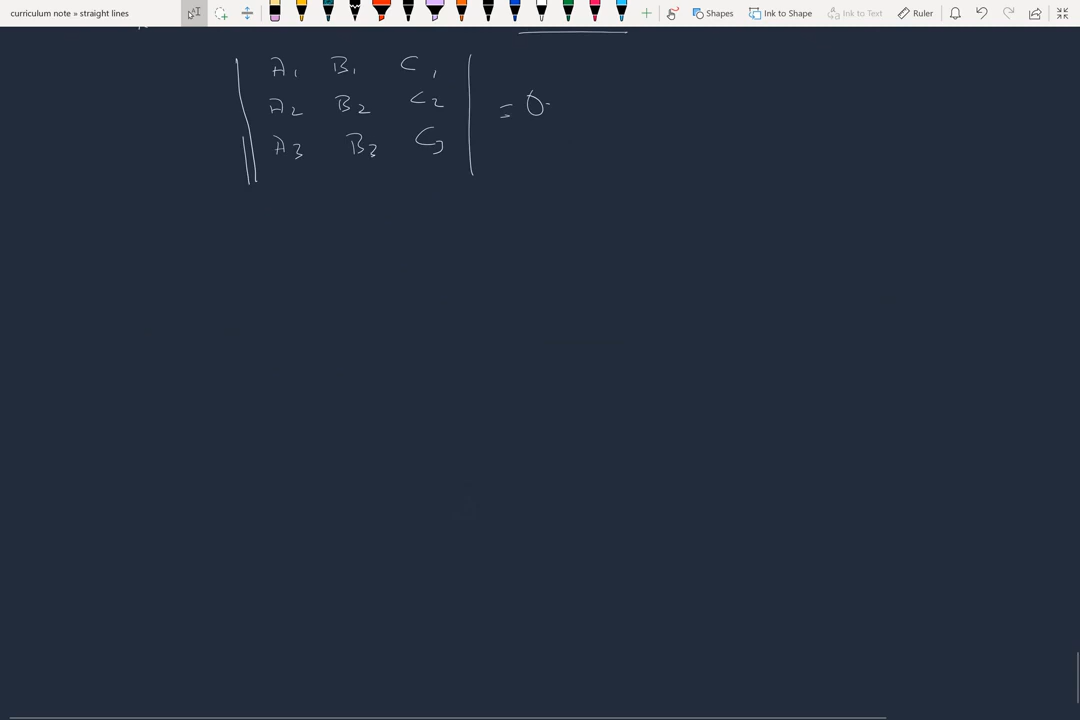 curriculum note » straight lines
Shapes Ink to Shape Ink to Text Ruler
A₁ B₁ C₁
A₂ B₂ C₂ = 0
A₃ B₃ C₃